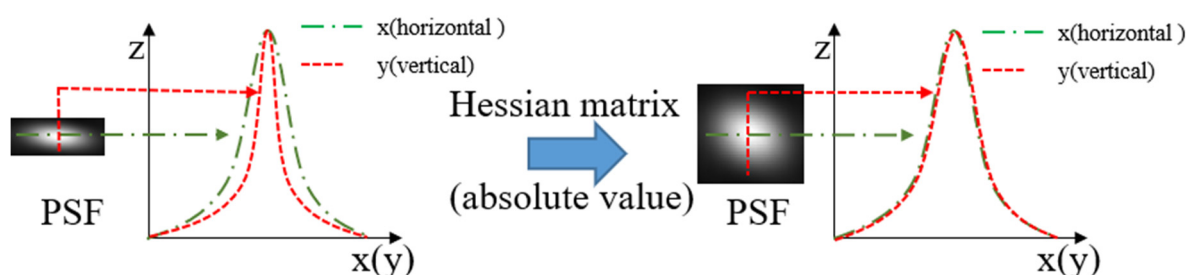 z
x(horizontal )
y(vertical)
PSF
x(y)
Hessian matrix
(absolute value)
z
x(horizontal )
y(vertical)
PSF
x(y)